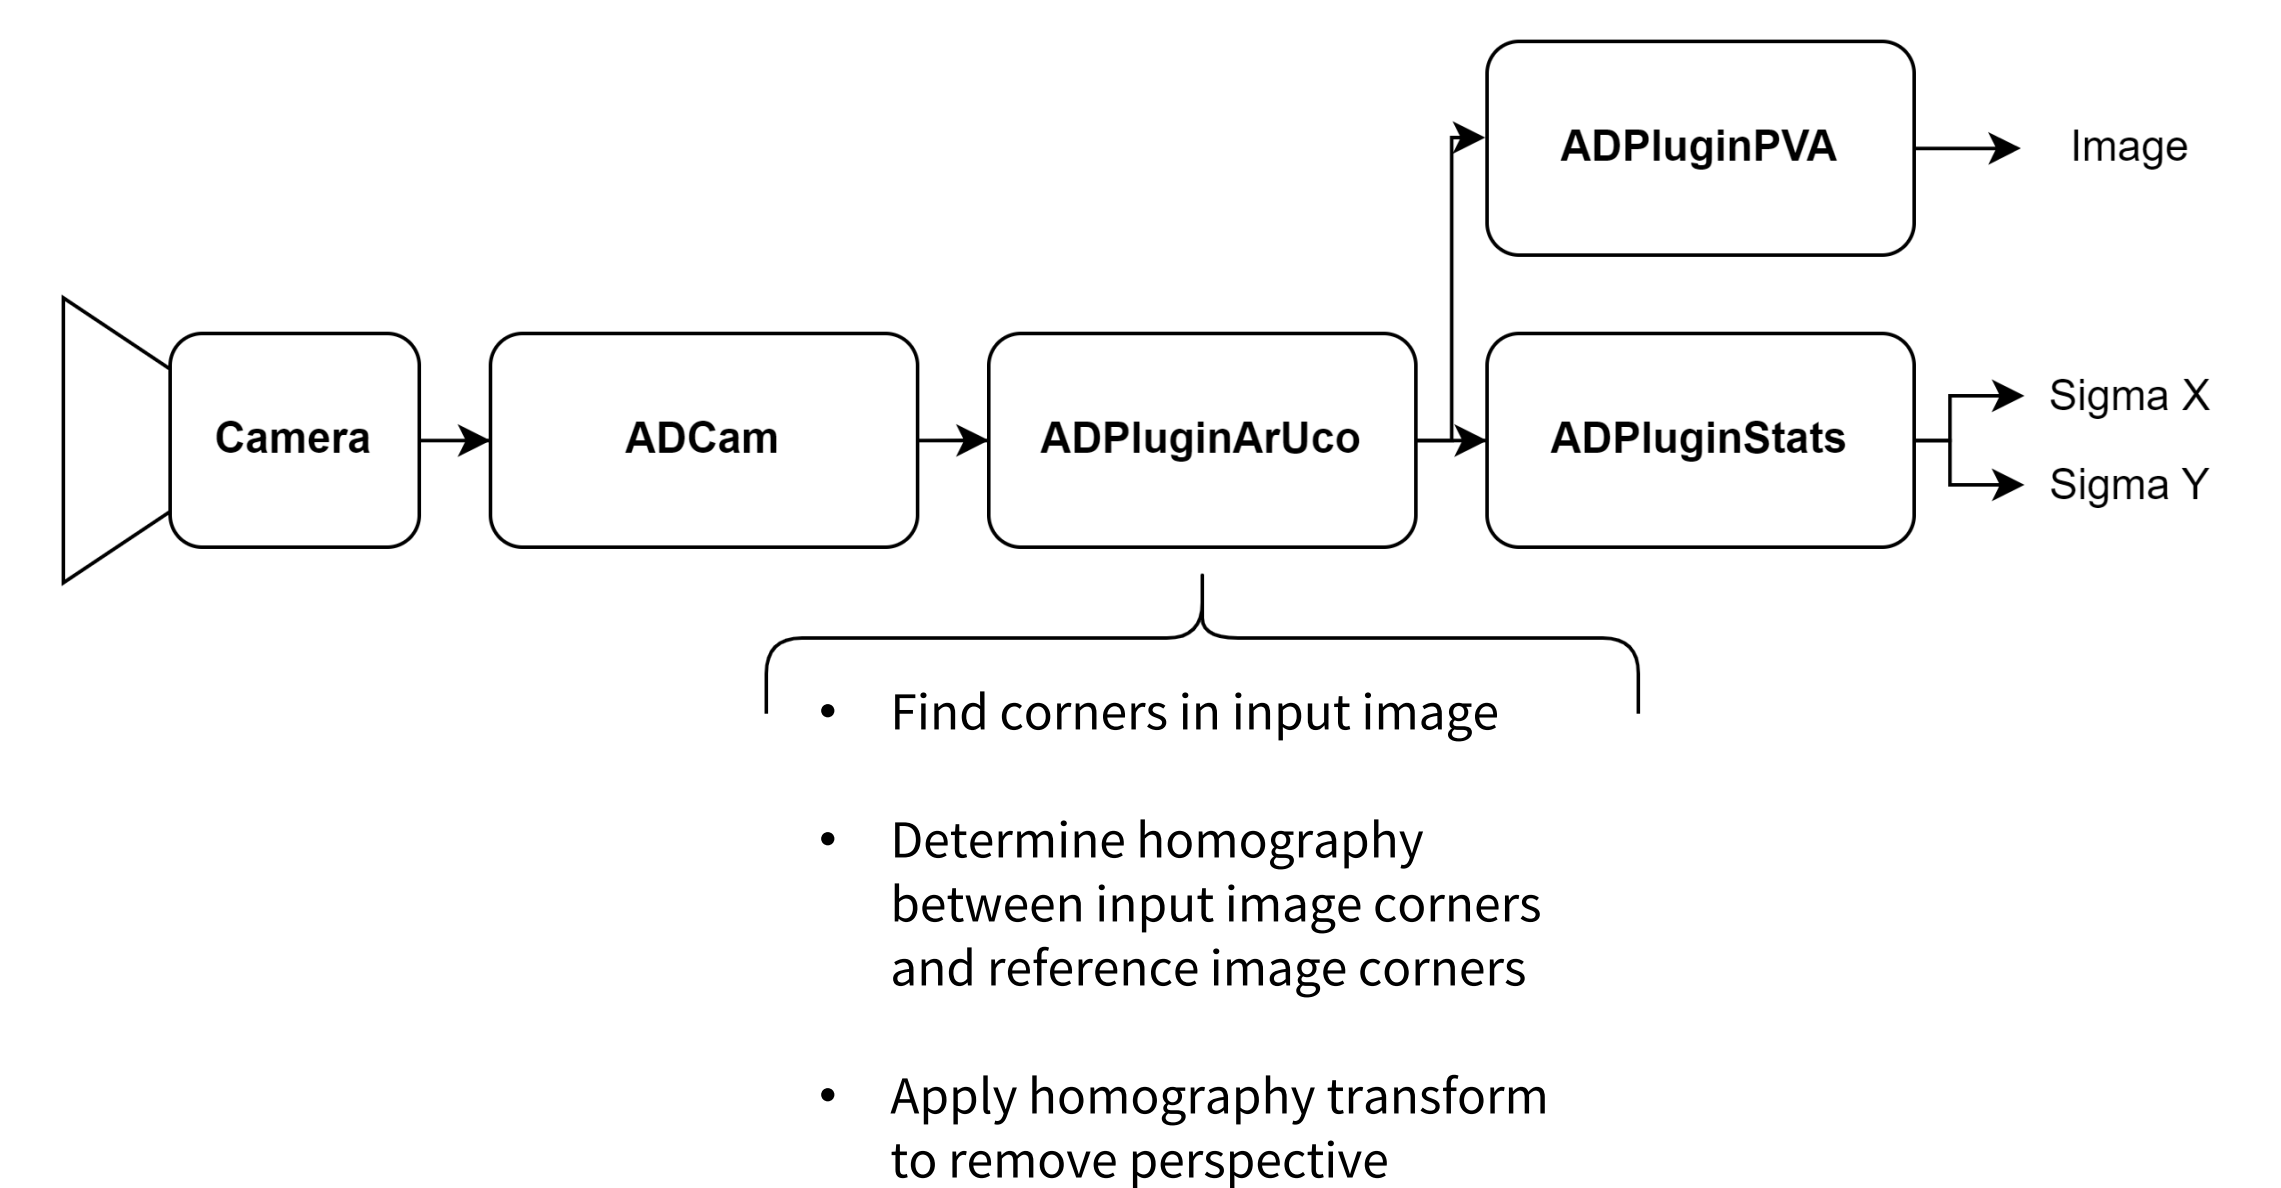 ADPluginPVA
Image
Camera
ADCam
ADPluginArUco
ADPluginStats
Sigma X
Sigma Y
• Find corners in input image
• Determine homography
between input image corners
and reference image corners
• Apply homography transform
to remove perspective